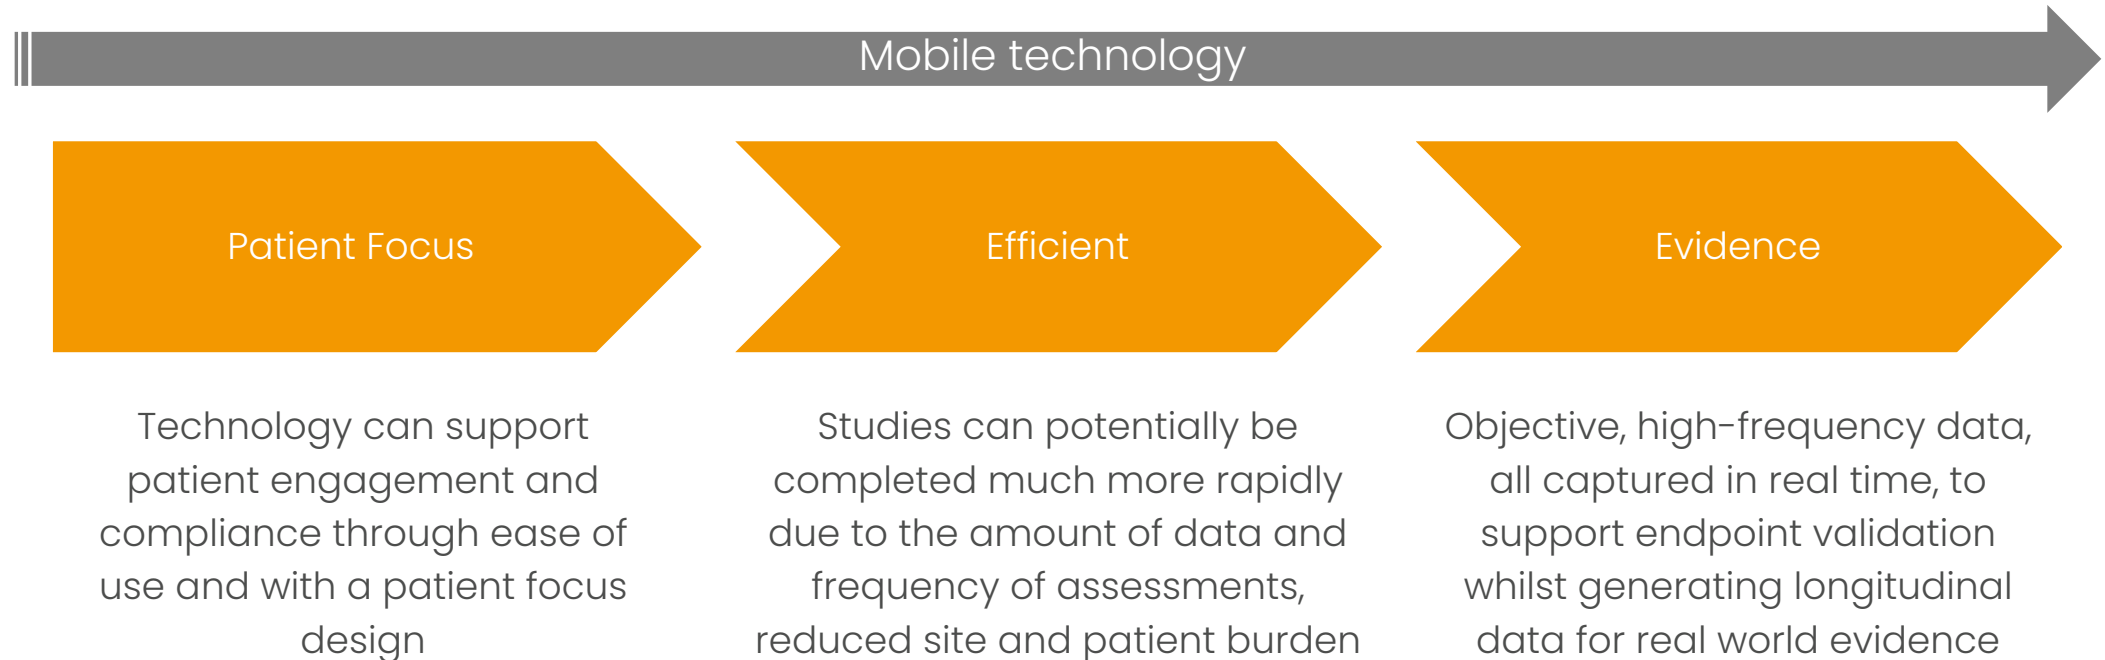 Mobile technology
Patient Focus
Efficient
Evidence
Technology can support
patient engagement and
compliance through ease of
use and with a patient focus
design
Studies can potentially be
completed much more rapidly
due to the amount of data and
frequency of assessments,
reduced site and patient burden
Objective, high-frequency data,
all captured in real time, to
support endpoint validation
whilst generating longitudinal
data for real world evidence